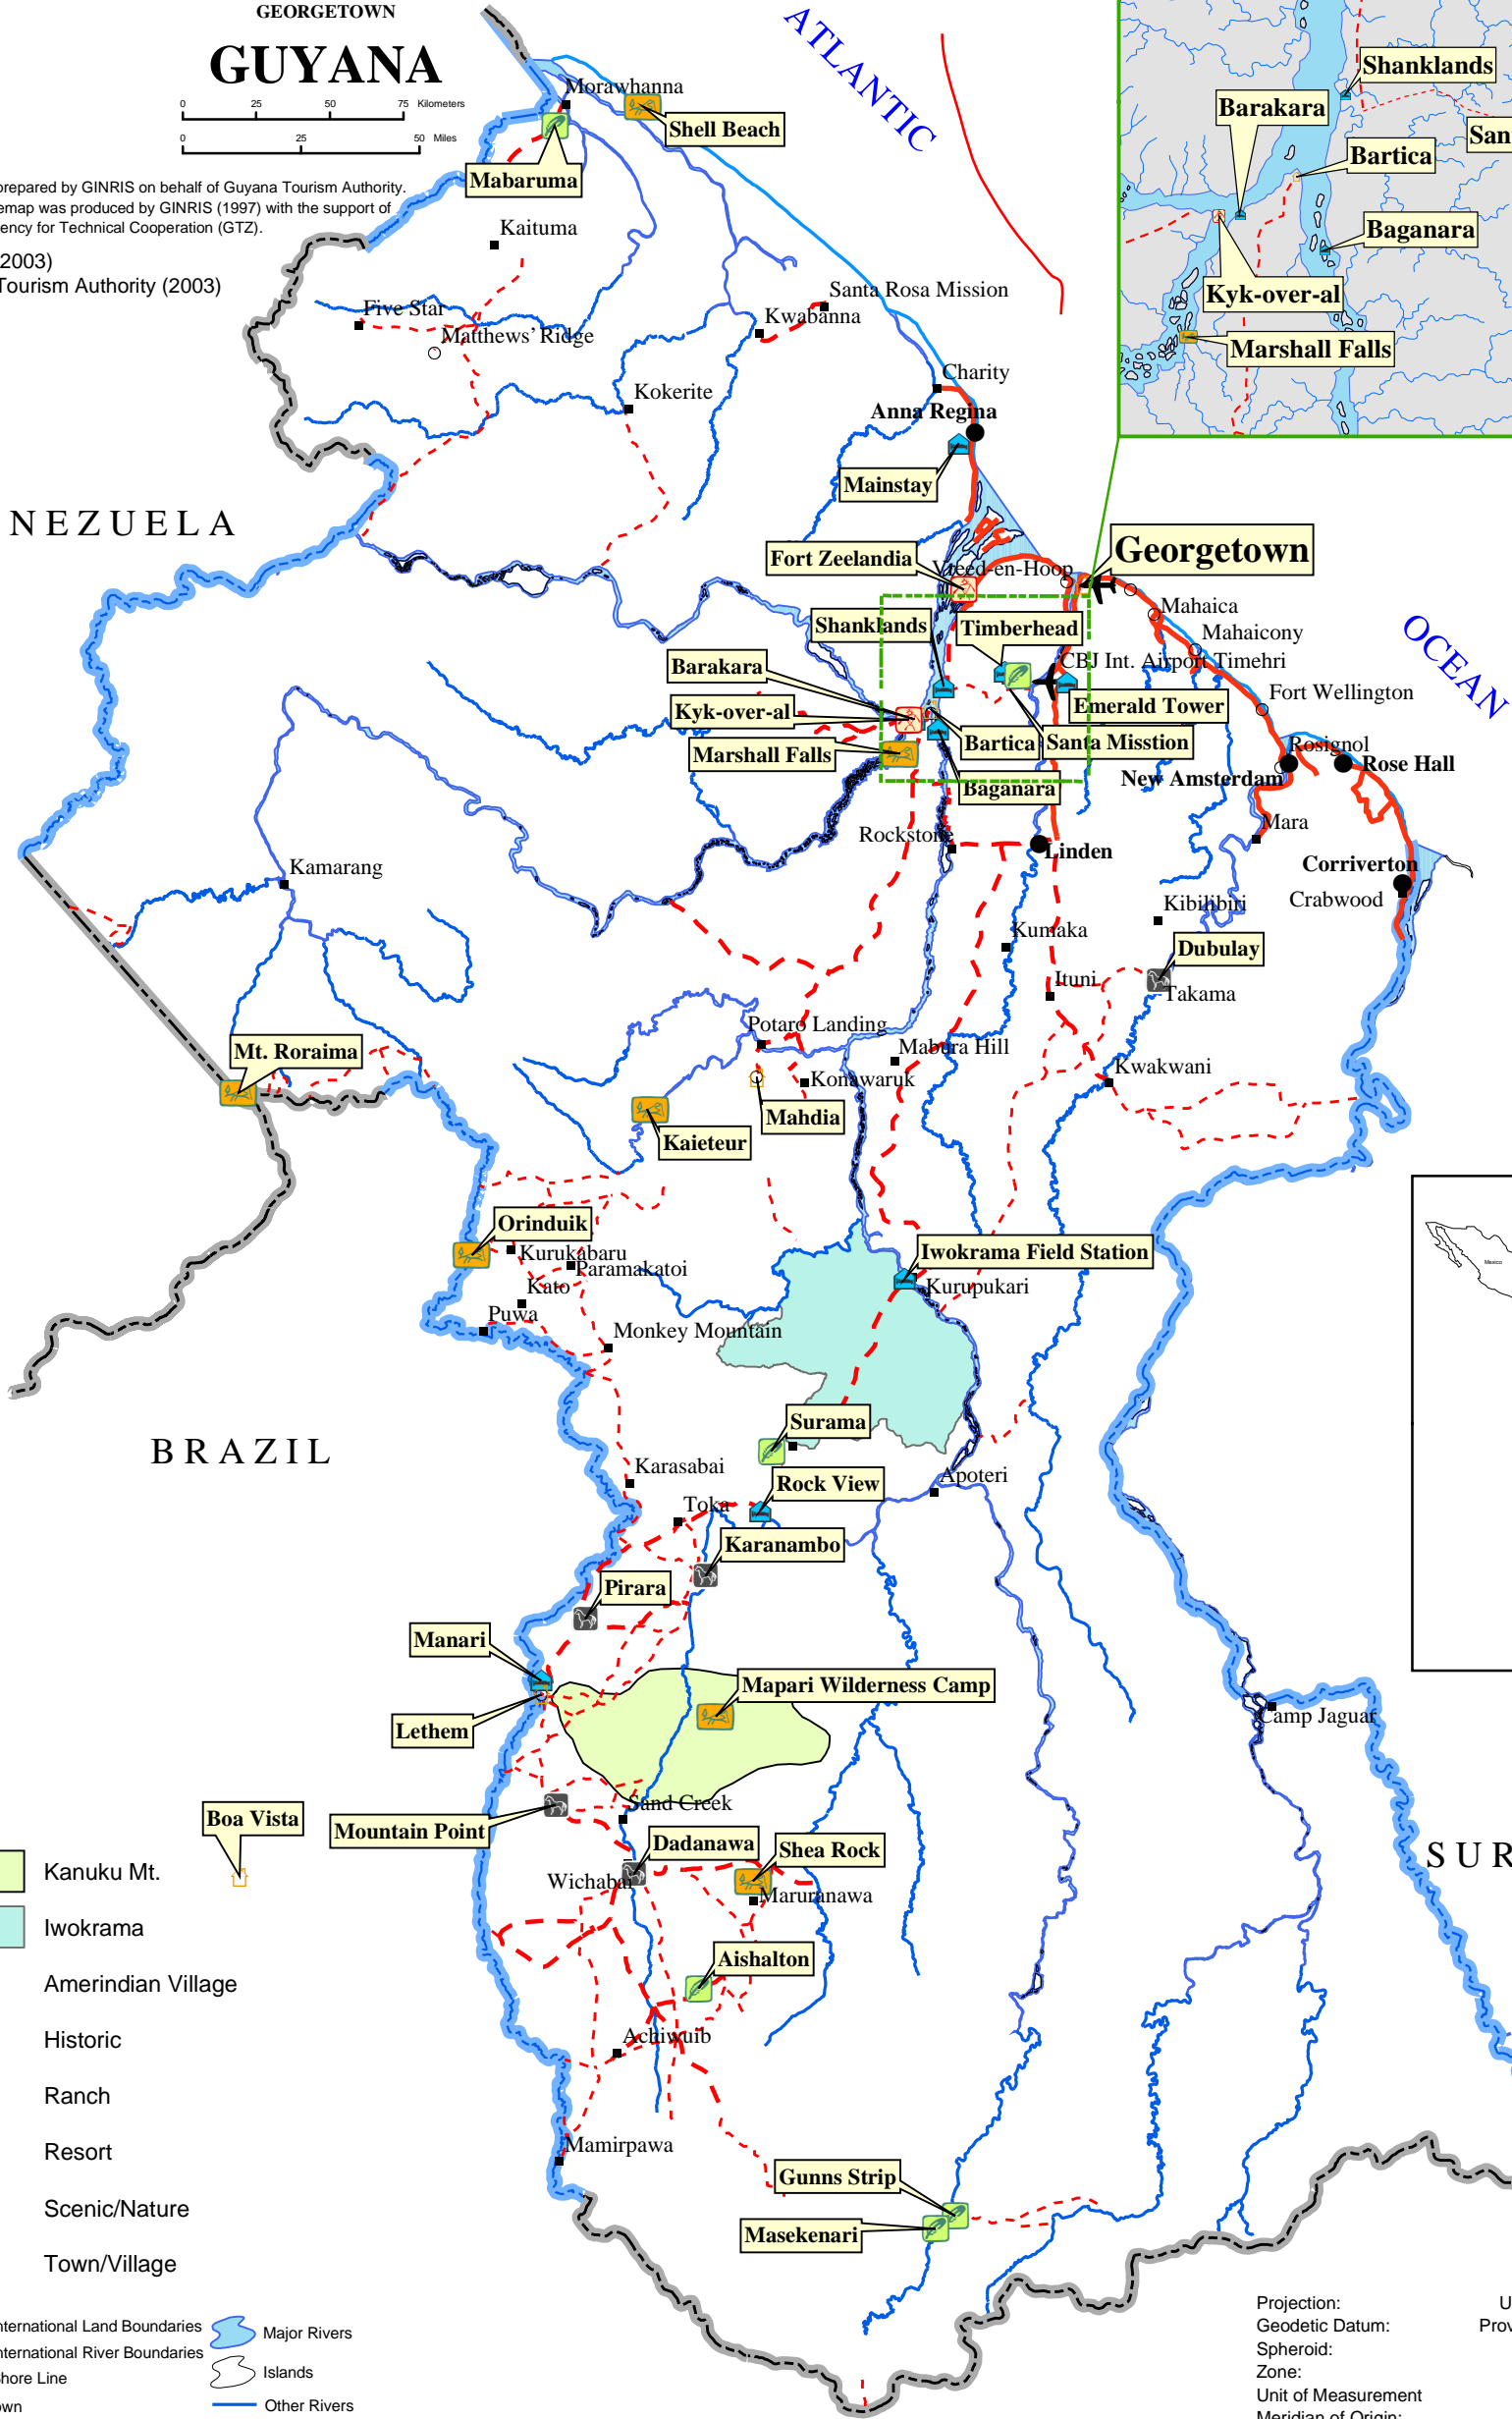 GEORGETOWN
GUYANA
0 25 50 75 Kilometers
0 25 50 Miles
prepared by GINRIS on behalf of Guyana Tourism Authority.
emap was produced by GINRIS (1997) with the support of
ency for Technical Cooperation (GTZ).
2003)
Tourism Authority (2003)
ATLANTIC
OCEAN
NEZUELA
BRAZIL
SUR
Shanklands
Barakara
San
Bartica
Baganara
Kyk-over-al
Marshall Falls
Morawhanna
Shell Beach
Mabaruma
Kaituma
Five Star
Matthews' Ridge
Santa Rosa Mission
Kwabanna
Kokerite
Charity
Anna Regina
Mainstay
Fort Zeelandia
Vreed-en-Hoop
Georgetown
Mahaica
Mahaicony
Shanklands
Timberhead
CBJ Int. Airport Timehri
Barakara
Emerald Tower
Fort Wellington
Kyk-over-al
Bartica
Santa Misstion
Marshall Falls
Baganara
Rosignol
New Amsterdam
Rose Hall
Rockstone
Linden
Mara
Corriverton
Crabwood
Kamarang
Kibilibiri
Kumaka
Dubulay
Ituni
Takama
Potaro Landing
Mabura Hill
Mt. Roraima
Konawaruk
Kwakwani
Mahdia
Kaieteur
Orinduik
Kurukabaru
Paramakatoi
Kato
Puwa
Iwokrama Field Station
Kurupukari
Mexico
Monkey Mountain
Surama
Karasabai
Rock View
Apoteri
Toka
Karanambo
Pirara
Manari
Mapari Wilderness Camp
Lethem
Camp Jaguar
Boa Vista
Mountain Point
Sand Creek
Dadanawa
Shea Rock
Wichabai
Maruranawa
Aishalton
Achiwuib
Mamirpawa
Gunns Strip
Masekenari
Kanuku Mt.
Iwokrama
Amerindian Village
Historic
Ranch
Resort
Scenic/Nature
Town/Village
nternational Land Boundaries
nternational River Boundaries
hore Line
own
Major Rivers
Islands
Other Rivers
Projection: U
Geodetic Datum: Prov
Spheroid:
Zone:
Unit of Measurement
Meridian of Origin: